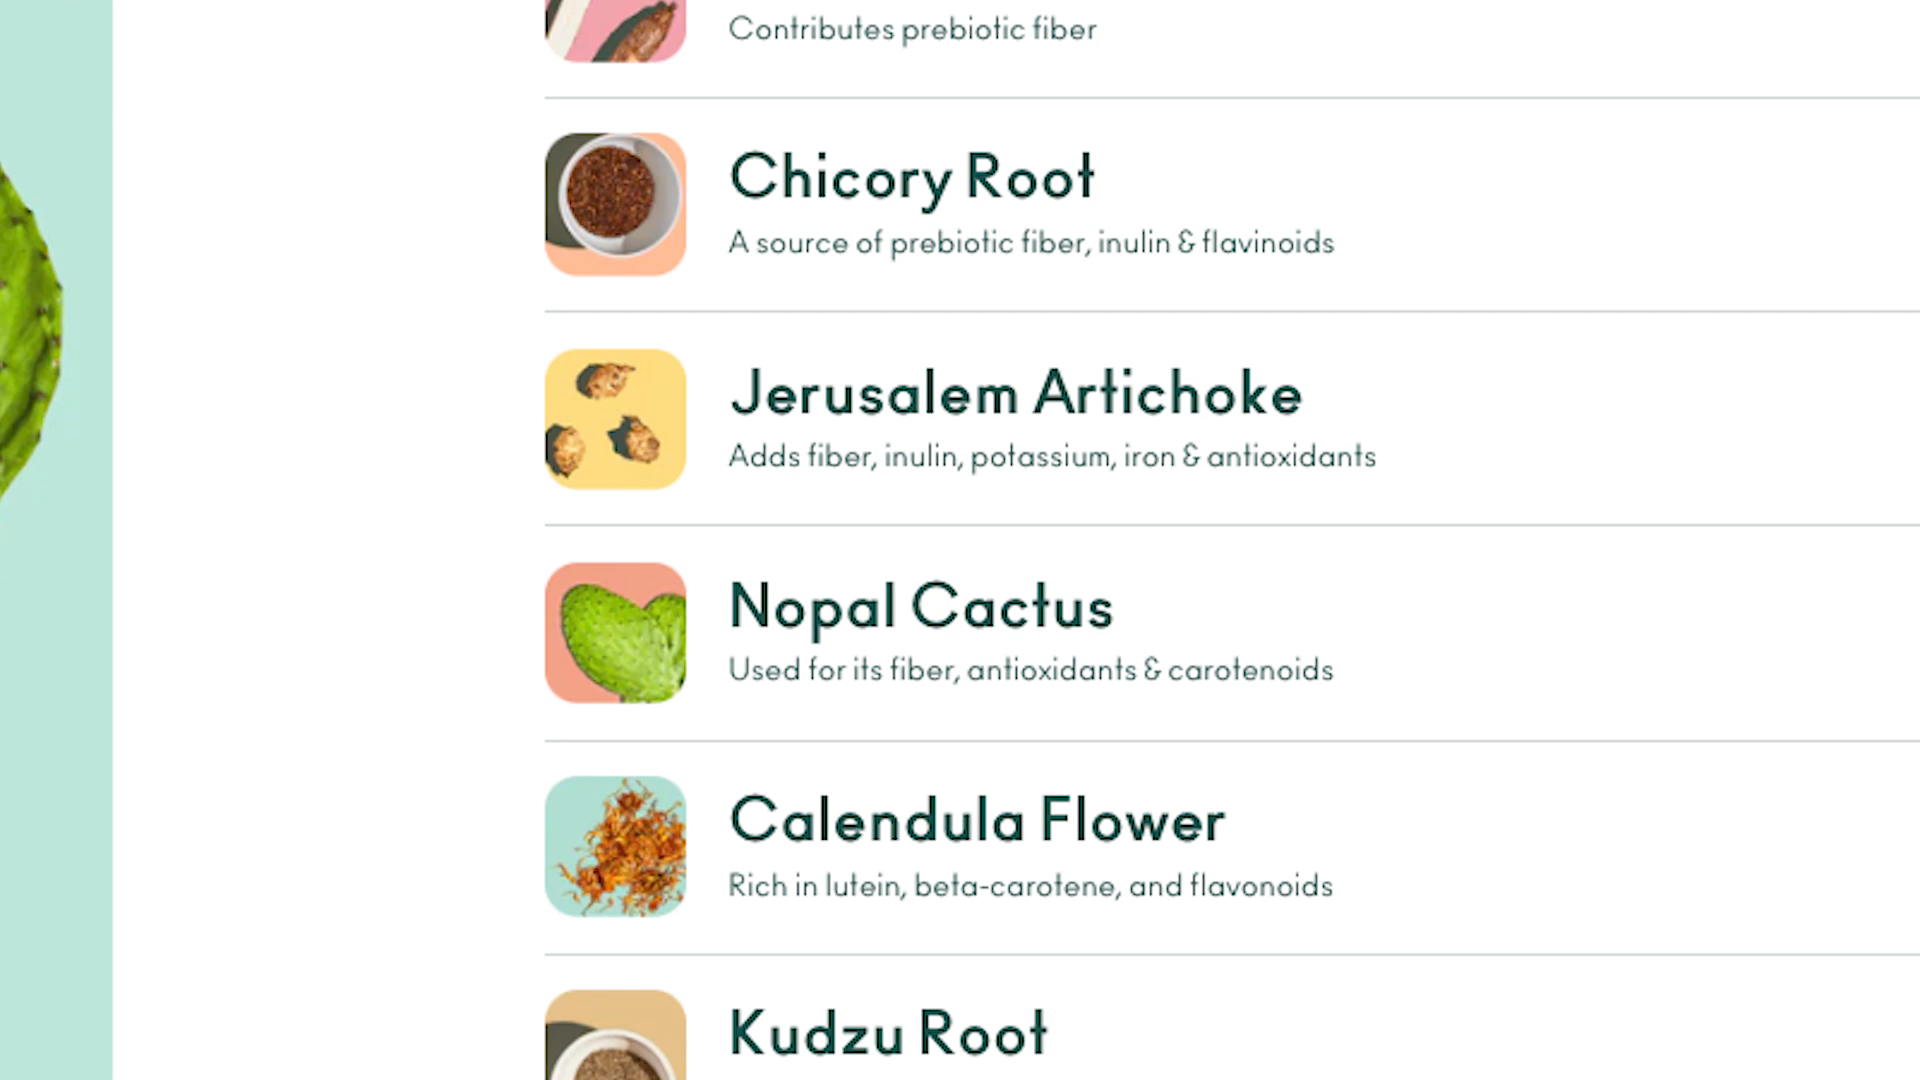 Contributes prebiotic fiber
Chicory Root
A source of prebiotic fiber, inulin & flavinoids
Jerusalem Artichoke
Adds fiber, inulin, potassium, iron & antioxidants
Nopal Cactus
Used for its fiber, antioxidants & carotenoids
Calendula Flower
Rich in lutein, beta-carotene, and flavonoids
Kudzu Root